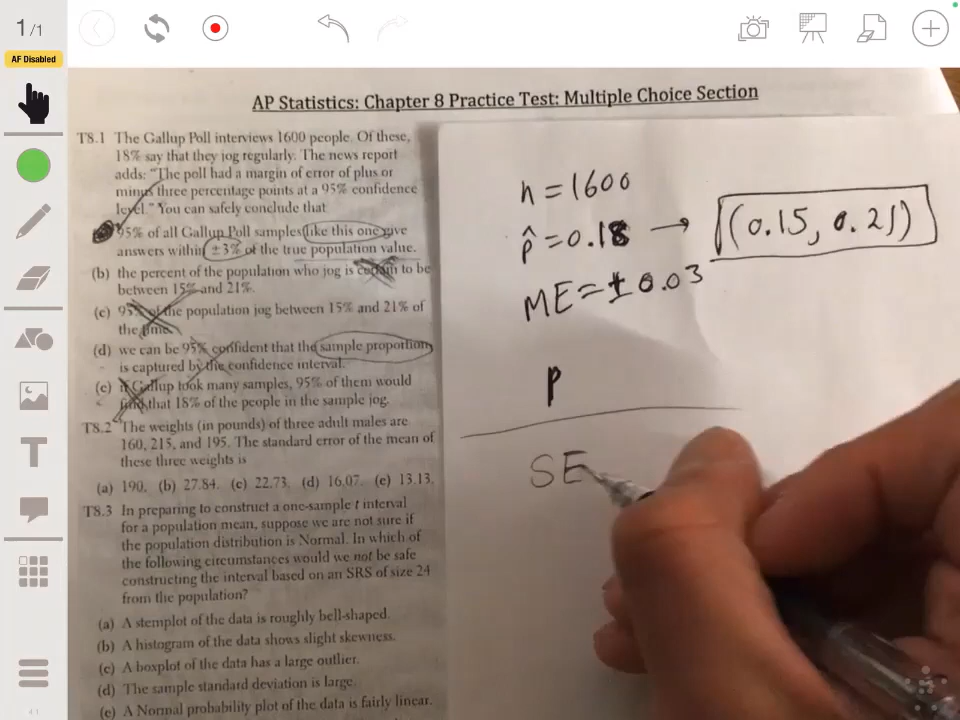 1/1
AF Disabled
AP Statistics: Chapter 8 Practice Test: Multiple Choice Section
T8.1 The Gallup Poll interviews 1600 people. Of these,
18% say that they jog regularly. The news report
adds: "The poll had a margin of error of plus or
minus three percentage points at a 95% confidence
level." You can safely conclude that
95% of all Gallup Poll samples like this one give
answers within ±3% of the true population value.
(b) the percent of the population who jog is certain to be
between 15% and 21%.
(c) 95% of the population jog between 15% and 21% of
the time.
(d) we can be 95% confident that the sample proportion
is captured by the confidence interval.
(e) if Gallup took many samples, 95% of them would
find that 18% of the people in the sample jog.
T8.2 The weights (in pounds) of three adult males are
160, 215, and 195. The standard error of the mean of
these three weights is
(a) 190. (b) 27.84. (c) 22.73. (d) 16.07. (e) 13.13.
T8.3 In preparing to construct a one-sample t interval
for a population mean, suppose we are not sure if
the population distribution is Normal. In which of
the following circumstances would we not be safe
constructing the interval based on an SRS of size 24
from the population?
(a) A stemplot of the data is roughly bell-shaped.
(b) A histogram of the data shows slight skewness.
(c) A boxplot of the data has a large outlier.
(d) The sample standard deviation is large.
(e) A Normal probability plot of the data is fairly linear.
n = 1600
p̂ = 0.18 → (0.15, 0.21)
ME = ± 0.03
P
SE